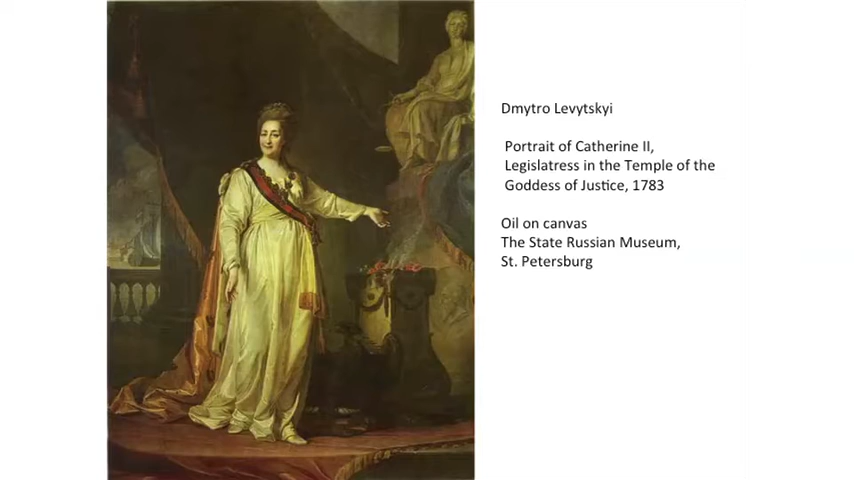 Dmytro Levytskyi
Portrait of Catherine II,
Legislatress in the Temple of the
Goddess of Justice, 1783
Oil on canvas
The State Russian Museum,
St. Petersburg